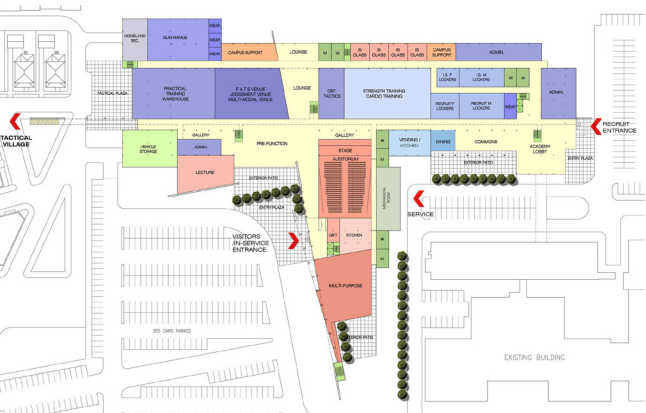 HOMELAND
SEC.
GUN RANGE
WEAP
WEAP
WEAP
CAMPUS SUPPORT
LOUNGE
M
W
IS
CLASS
IS
CLASS
IS
CLASS
IS
CLASS
CAMPUS
SUPPORT
ADMIN
TACTICAL PLAZA
PRACTICAL
TRAINING
WAREHOUSE
F A T S VENUE
JUDGEMENT VENUE
MULTI-MODAL VENUE
LOUNGE
DEF.
TACTICS
STRENGTH TRAINING
CARDIO TRAINING
I.S. F
LOCKERS
I.S. M
LOCKERS
M
W
RECRUIT F
LOCKERS
RECRUIT M
LOCKERS
WEAP
ADMIN
TACTICAL
VILLAGE
RECRUIT
ENTRANCE
VEHICLE
STORAGE
GALLERY
ADMIN
PRE-FUNCTION
GALLERY
STAGE
AUDITORIUM
W
M
VENDING/
KITCHEN
DINING
COMMONS
ACADEMY
LOBBY
ENTRY PLAZA
LECTURE
EXTERIOR PATIO
EXTERIOR PATIO
ENTRY PLAZA
MECHANICAL
ROOM
SERVICE
VISITORS
/IN-SERVICE
ENTRANCE
GIFT
KITCHEN
W
M
MULTI-PURPOSE
355 CARS PARKED
EXTERIOR PATIO
EXISTING BUILDING